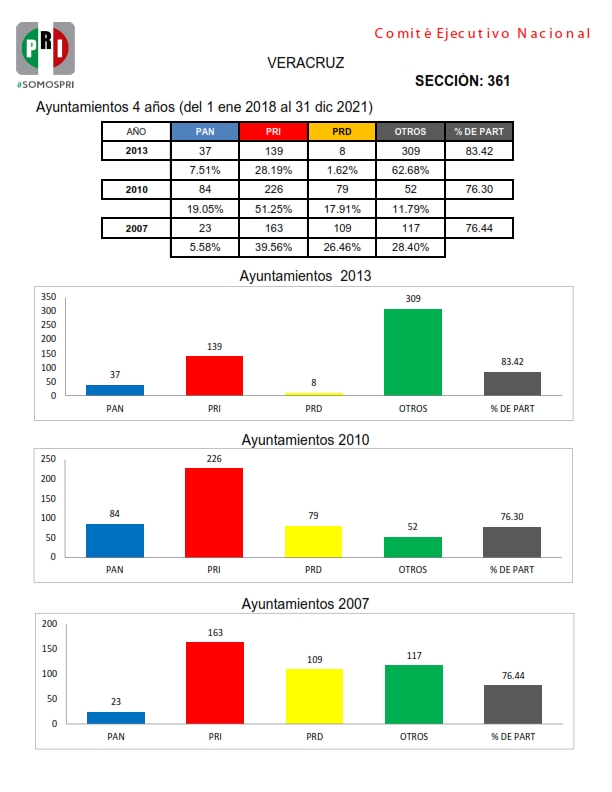 Comité Ejecutivo Nacional
PRI
#SOMOSPRI
VERACRUZ
SECCIÓN: 361
Ayuntamientos 4 años (del 1 ene 2018 al 31 dic 2021)
AÑO PAN PRI PRD OTROS % DE PART
2013 37 139 8 309 83.42
7.51% 28.19% 1.62% 62.68%
2010 84 226 79 52 76.30
19.05% 51.25% 17.91% 11.79%
2007 23 163 109 117 76.44
5.58% 39.56% 26.46% 28.40%
Ayuntamientos 2013
350
300
250
200
150
100
50
0
37 139 8 309 83.42
PAN PRI PRD OTROS % DE PART
Ayuntamientos 2010
250
200
150
100
50
0
84 226 79 52 76.30
PAN PRI PRD OTROS % DE PART
Ayuntamientos 2007
200
150
100
50
0
23 163 109 117 76.44
PAN PRI PRD OTROS % DE PART